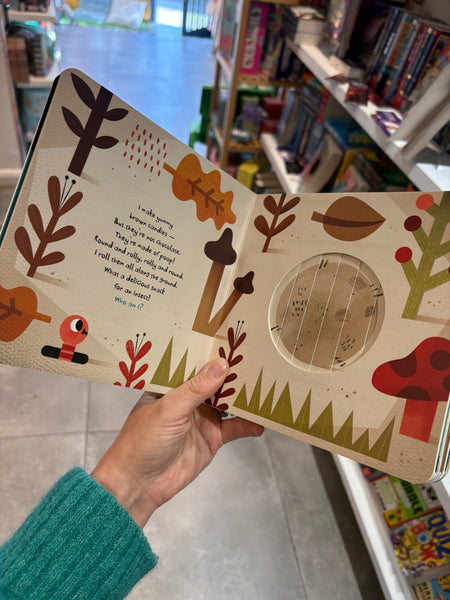 I make yummy
brown candies –
But they're not chocolate.
They're made of poop!
Round and rolly, rolly and round.
I roll them all along the ground.
What a delicious snack
for an insect!
Who am I?